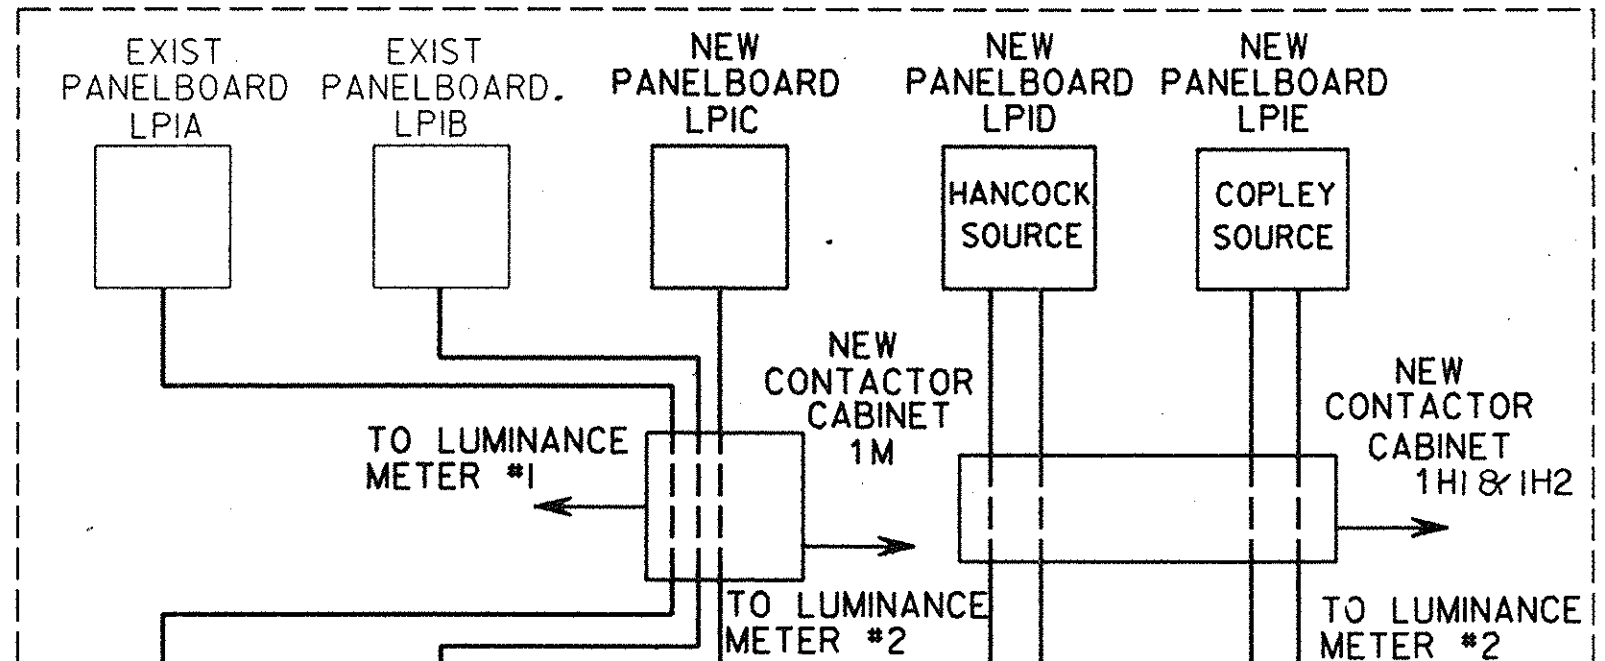 EXIST
PANELBOARD
LPIA
EXIST
PANELBOARD.
LPIB
NEW
PANELBOARD
LPIC
NEW
PANELBOARD
LPID
NEW
PANELBOARD
LPIE
HANCOCK
SOURCE
COPLEY
SOURCE
NEW
CONTACTOR
CABINET
1M
NEW
CONTACTOR
CABINET
1H1 & 1H2
TO LUMINANCE
METER #1
TO LUMINANCE
METER #2
TO LUMINANCE
METER #2